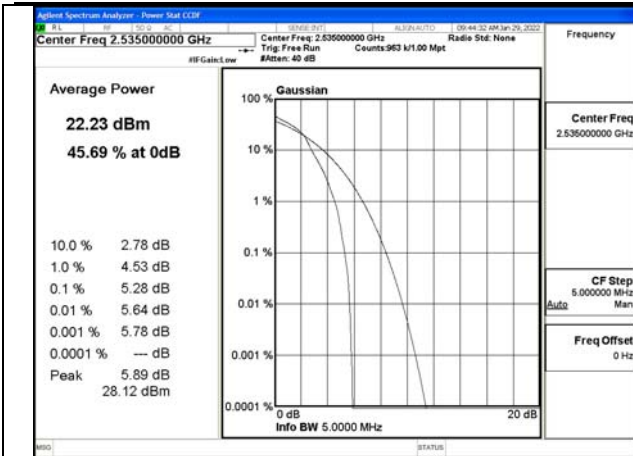 Agilent Spectrum Analyzer - Power Stat CCDF
RL RF 50 Ω AC SENSE:INT ALIGNAUTO 09:44:32 AM Jan 29, 2022
Center Freq 2.535000000 GHz
Center Freq: 2.535000000 GHz
Radio Std: None
Trig: Free Run Counts:963 k/1.00 Mpt
#IFGain:Low #Atten: 40 dB
Frequency
Center Freq
2.535000000 GHz
CF Step
5.000000 MHz
Auto Man
Freq Offset
0 Hz
Average Power
22.23 dBm
45.69 % at 0dB
10.0 % 2.78 dB
1.0 % 4.53 dB
0.1 % 5.28 dB
0.01 % 5.64 dB
0.001 % 5.78 dB
0.0001 % --- dB
Peak 5.89 dB
28.12 dBm
Gaussian
100 %
10 %
1 %
0.1 %
0.01 %
0.001 %
0.0001 %
0 dB 20 dB
Info BW 5.0000 MHz
MSG STATUS